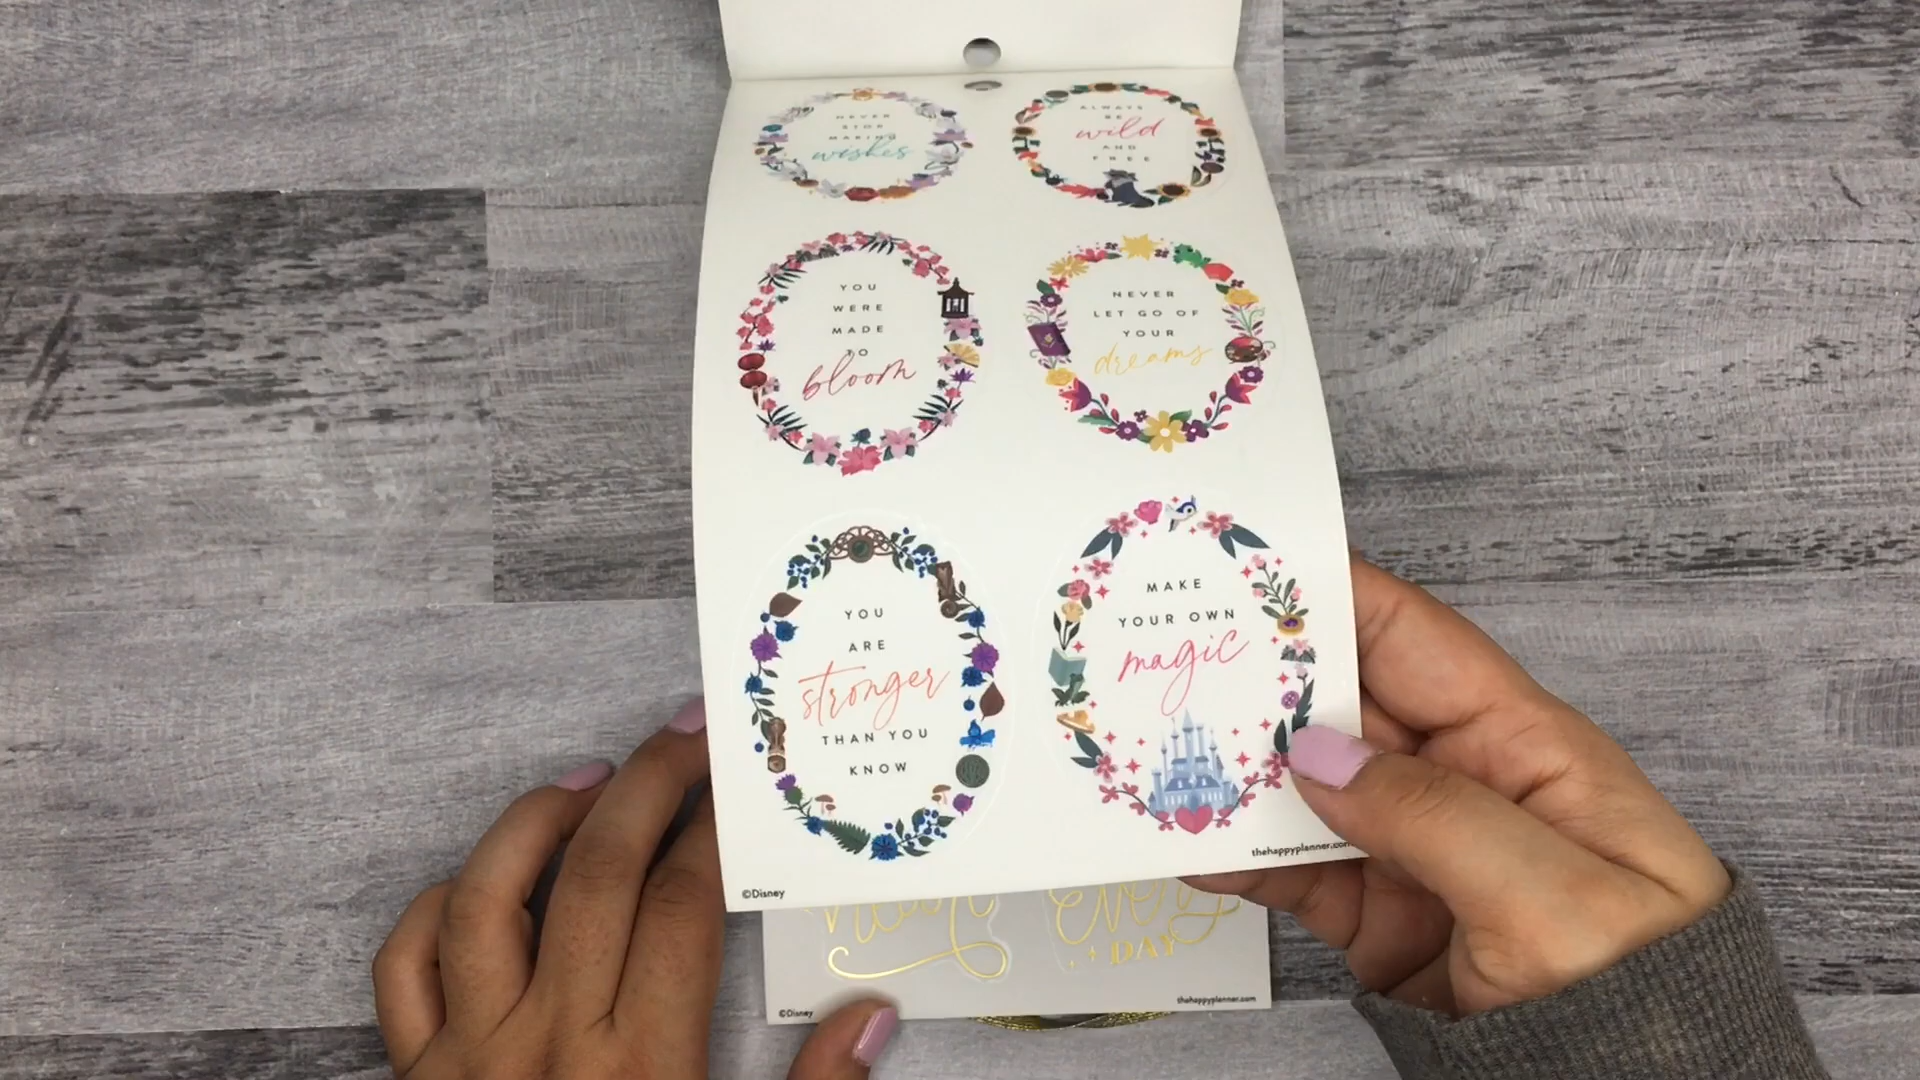 NEVER
STOP
MAKING
wishes
ALWAYS
BE
wild
AND
FREE
YOU
WERE
MADE
TO
bloom
NEVER
LET GO OF
YOUR
dreams
YOU
ARE
stronger
THAN YOU
KNOW
MAKE
YOUR OWN
magic
thehappyplanner.com
©Disney
Every
DAY
thehappyplanner.com
©Disney